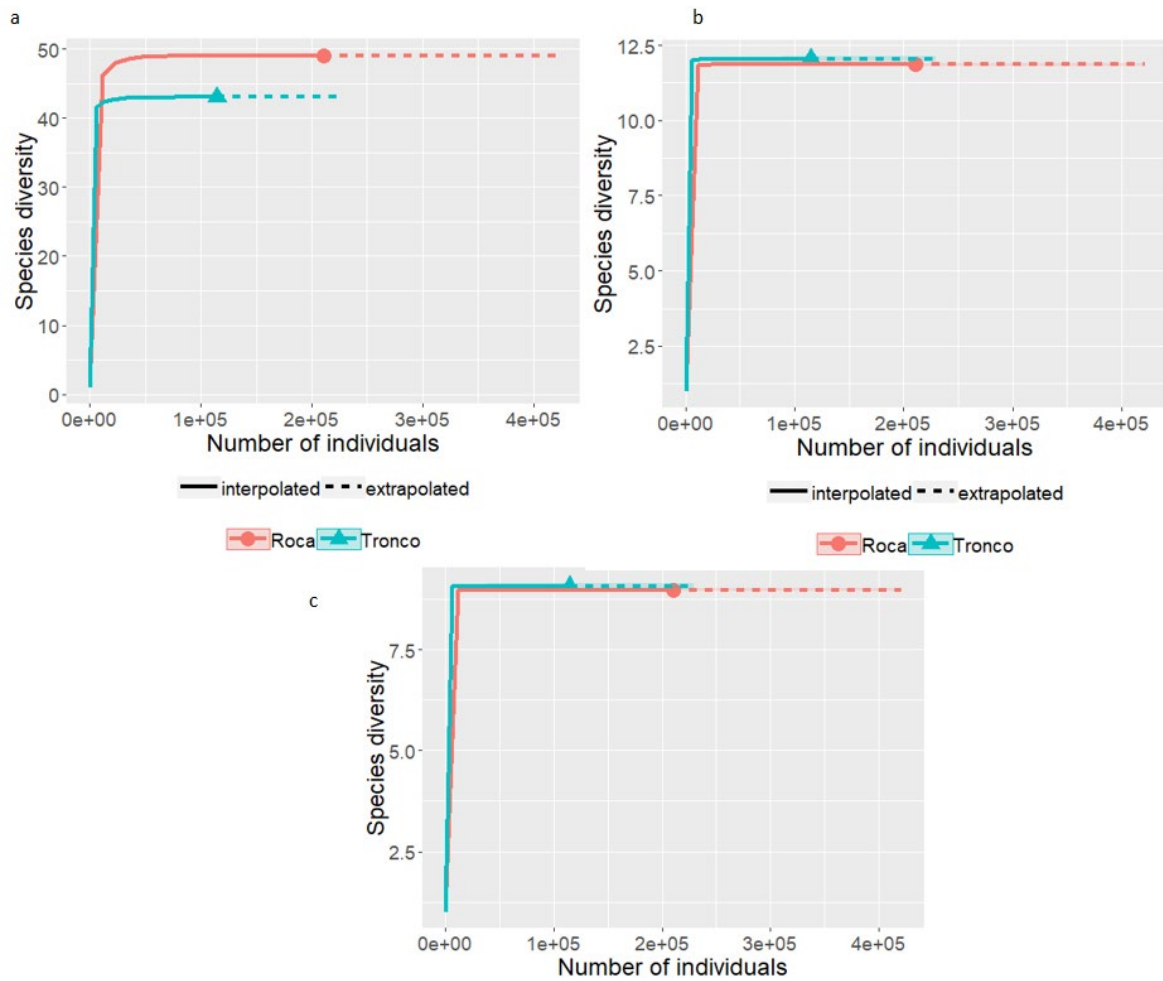 a
50
40
30
20
10
0
Species diversity
0e+00 1e+05 2e+05 3e+05 4e+05
Number of individuals
interpolated extrapolated
Roca Tronco
b
12.5
10.0
7.5
5.0
2.5
Species diversity
0e+00 1e+05 2e+05 3e+05 4e+05
Number of individuals
interpolated extrapolated
Roca Tronco
c
7.5
5.0
2.5
Species diversity
0e+00 1e+05 2e+05 3e+05 4e+05
Number of individuals